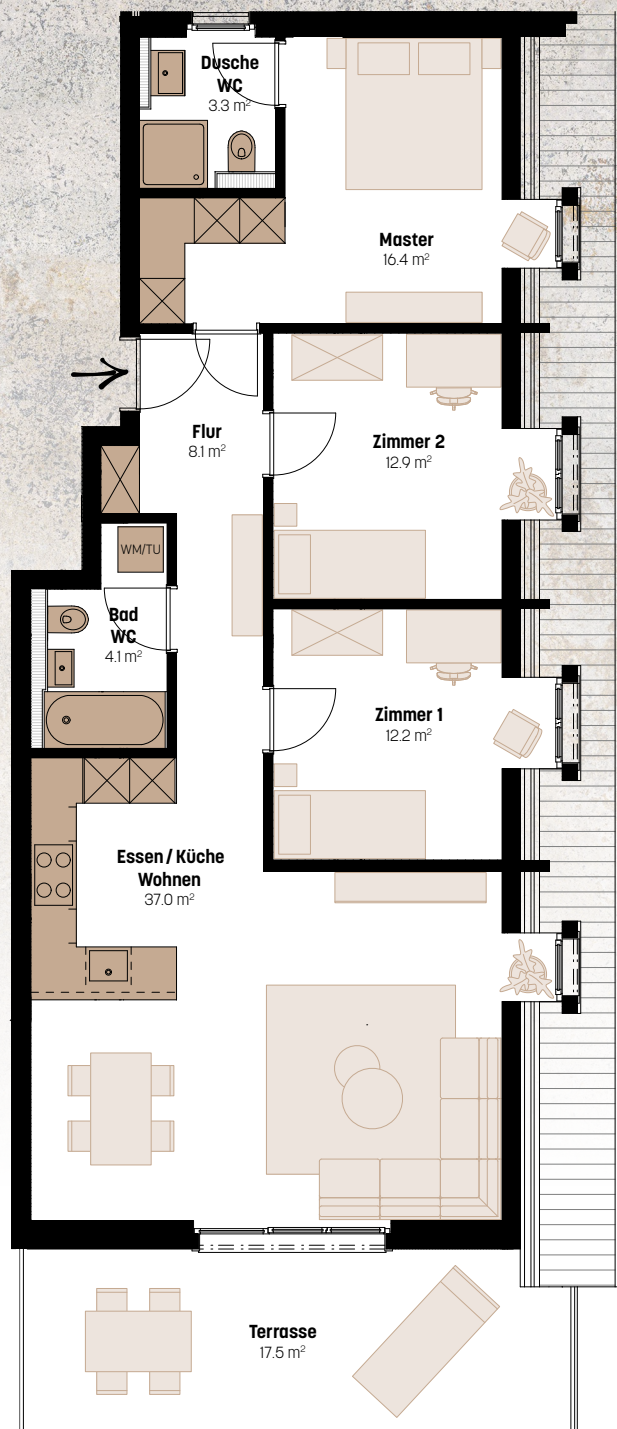 Dusche
WC
3.3 m²
Master
16.4 m²
Flur
8.1 m²
Zimmer 2
12.9 m²
WM/TU
Bad
WC
4.1 m²
Zimmer 1
12.2 m²
Essen / Küche
Wohnen
37.0 m²
Terrasse
17.5 m²